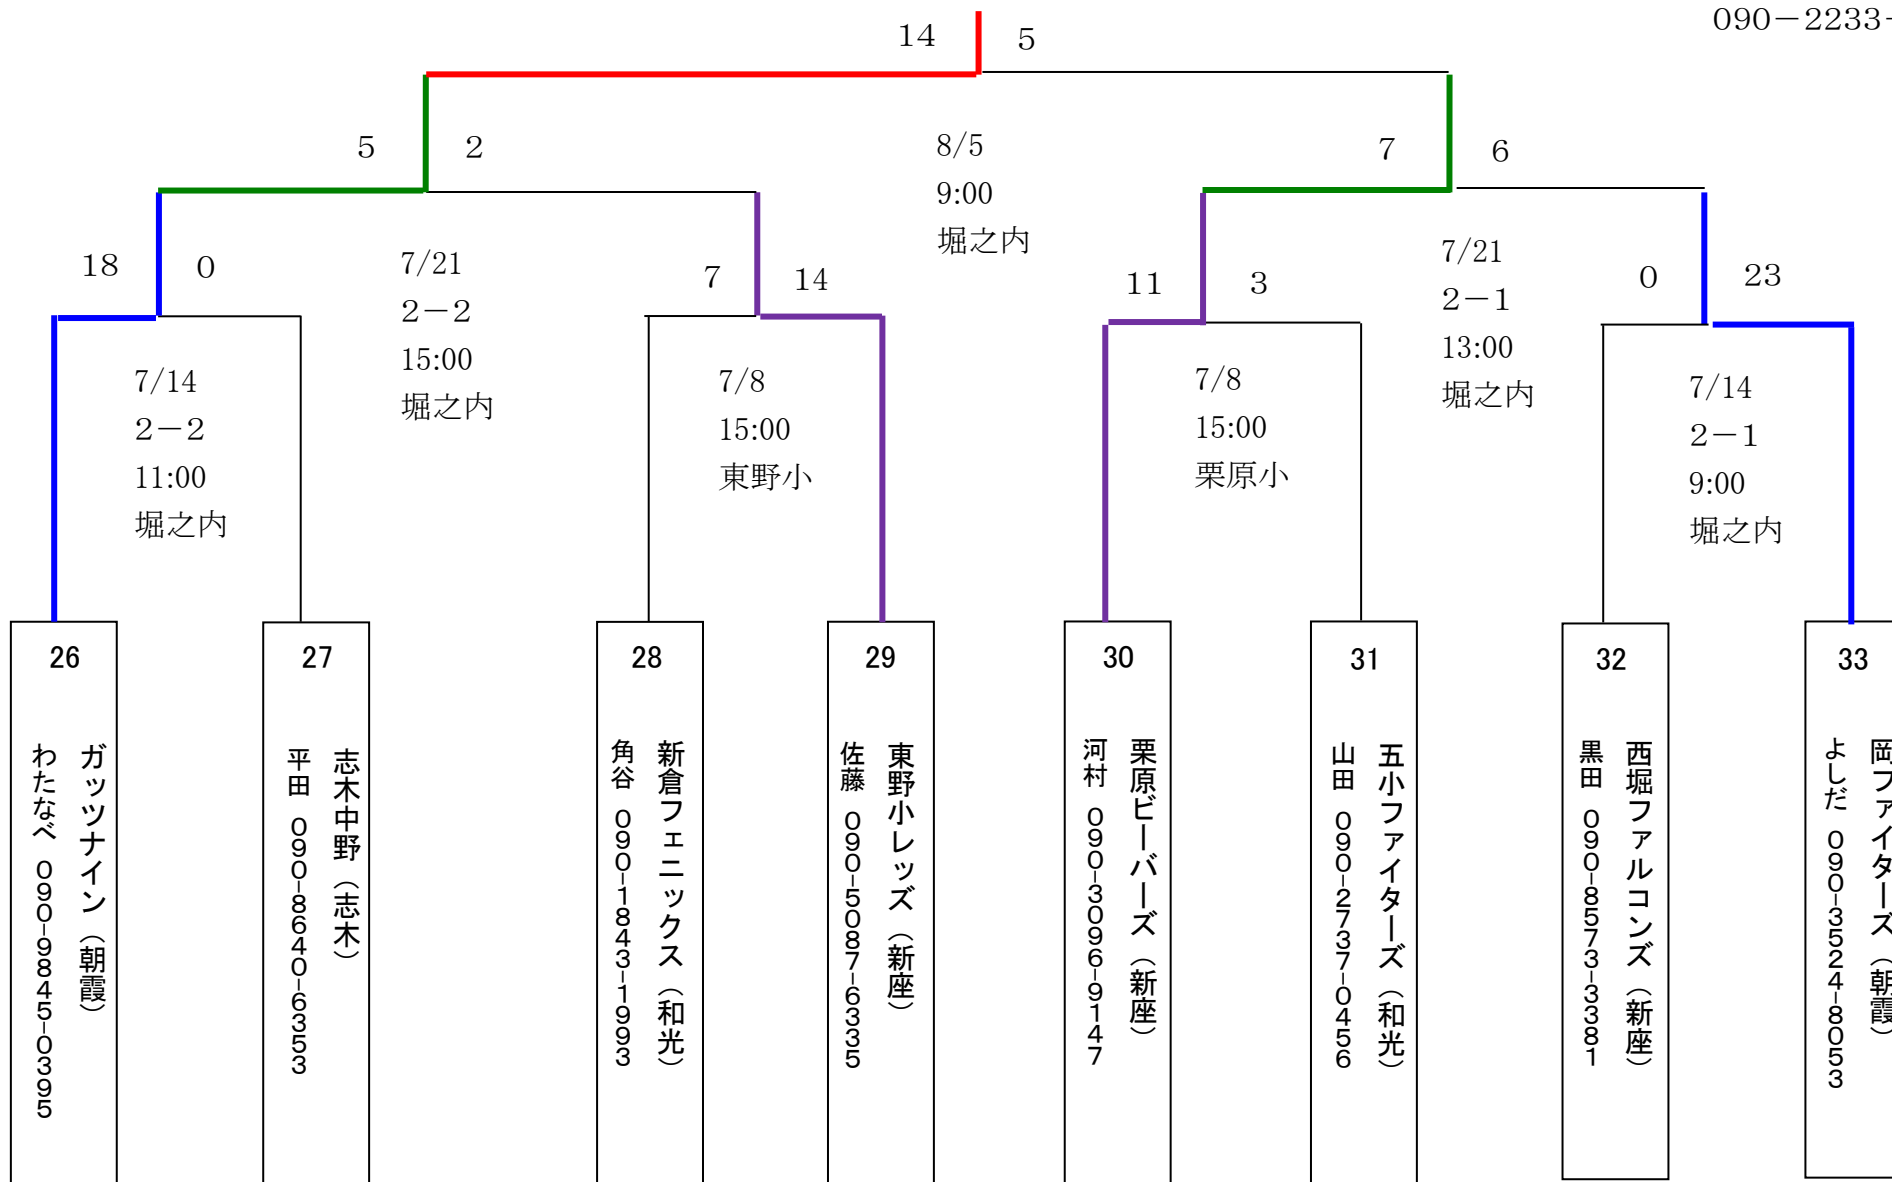 090－2233-
14
5
5
2
8/5
9:00
堀之内
7
6
18
0
7/21
2－2
15:00
堀之内
7
14
11
3
7/21
2－1
13:00
堀之内
0
23
7/14
2－2
11:00
堀之内
7/8
15:00
東野小
7/8
15:00
栗原小
7/14
2－1
9:00
堀之内
26
ガッツナイン（朝霞）
わたなべ 090-9845-0395
27
志木中野（志木）
平田 090-8640-6353
28
新倉フェニックス（和光）
角谷 090-1843-1993
29
東野小レッズ（新座）
佐藤 090-5087-6335
30
栗原ビーバーズ（新座）
河村 090-3096-9147
31
五小ファイターズ（和光）
山田 090-2737-0456
32
西堀ファルコンズ（新座）
黒田 090-8573-3381
33
岡ファイターズ（朝霞）
よしだ 090-3524-8053